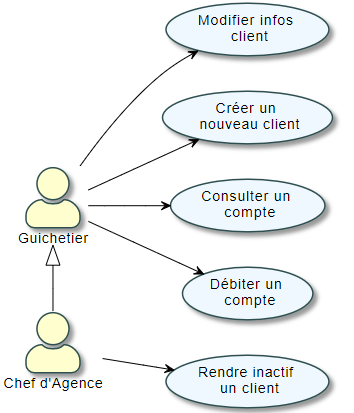 Modifier infos
client
Créer un
nouveau client
Consulter un
compte
Guichetier
Débiter un
compte
Chef d'Agence
Rendre inactif
un client